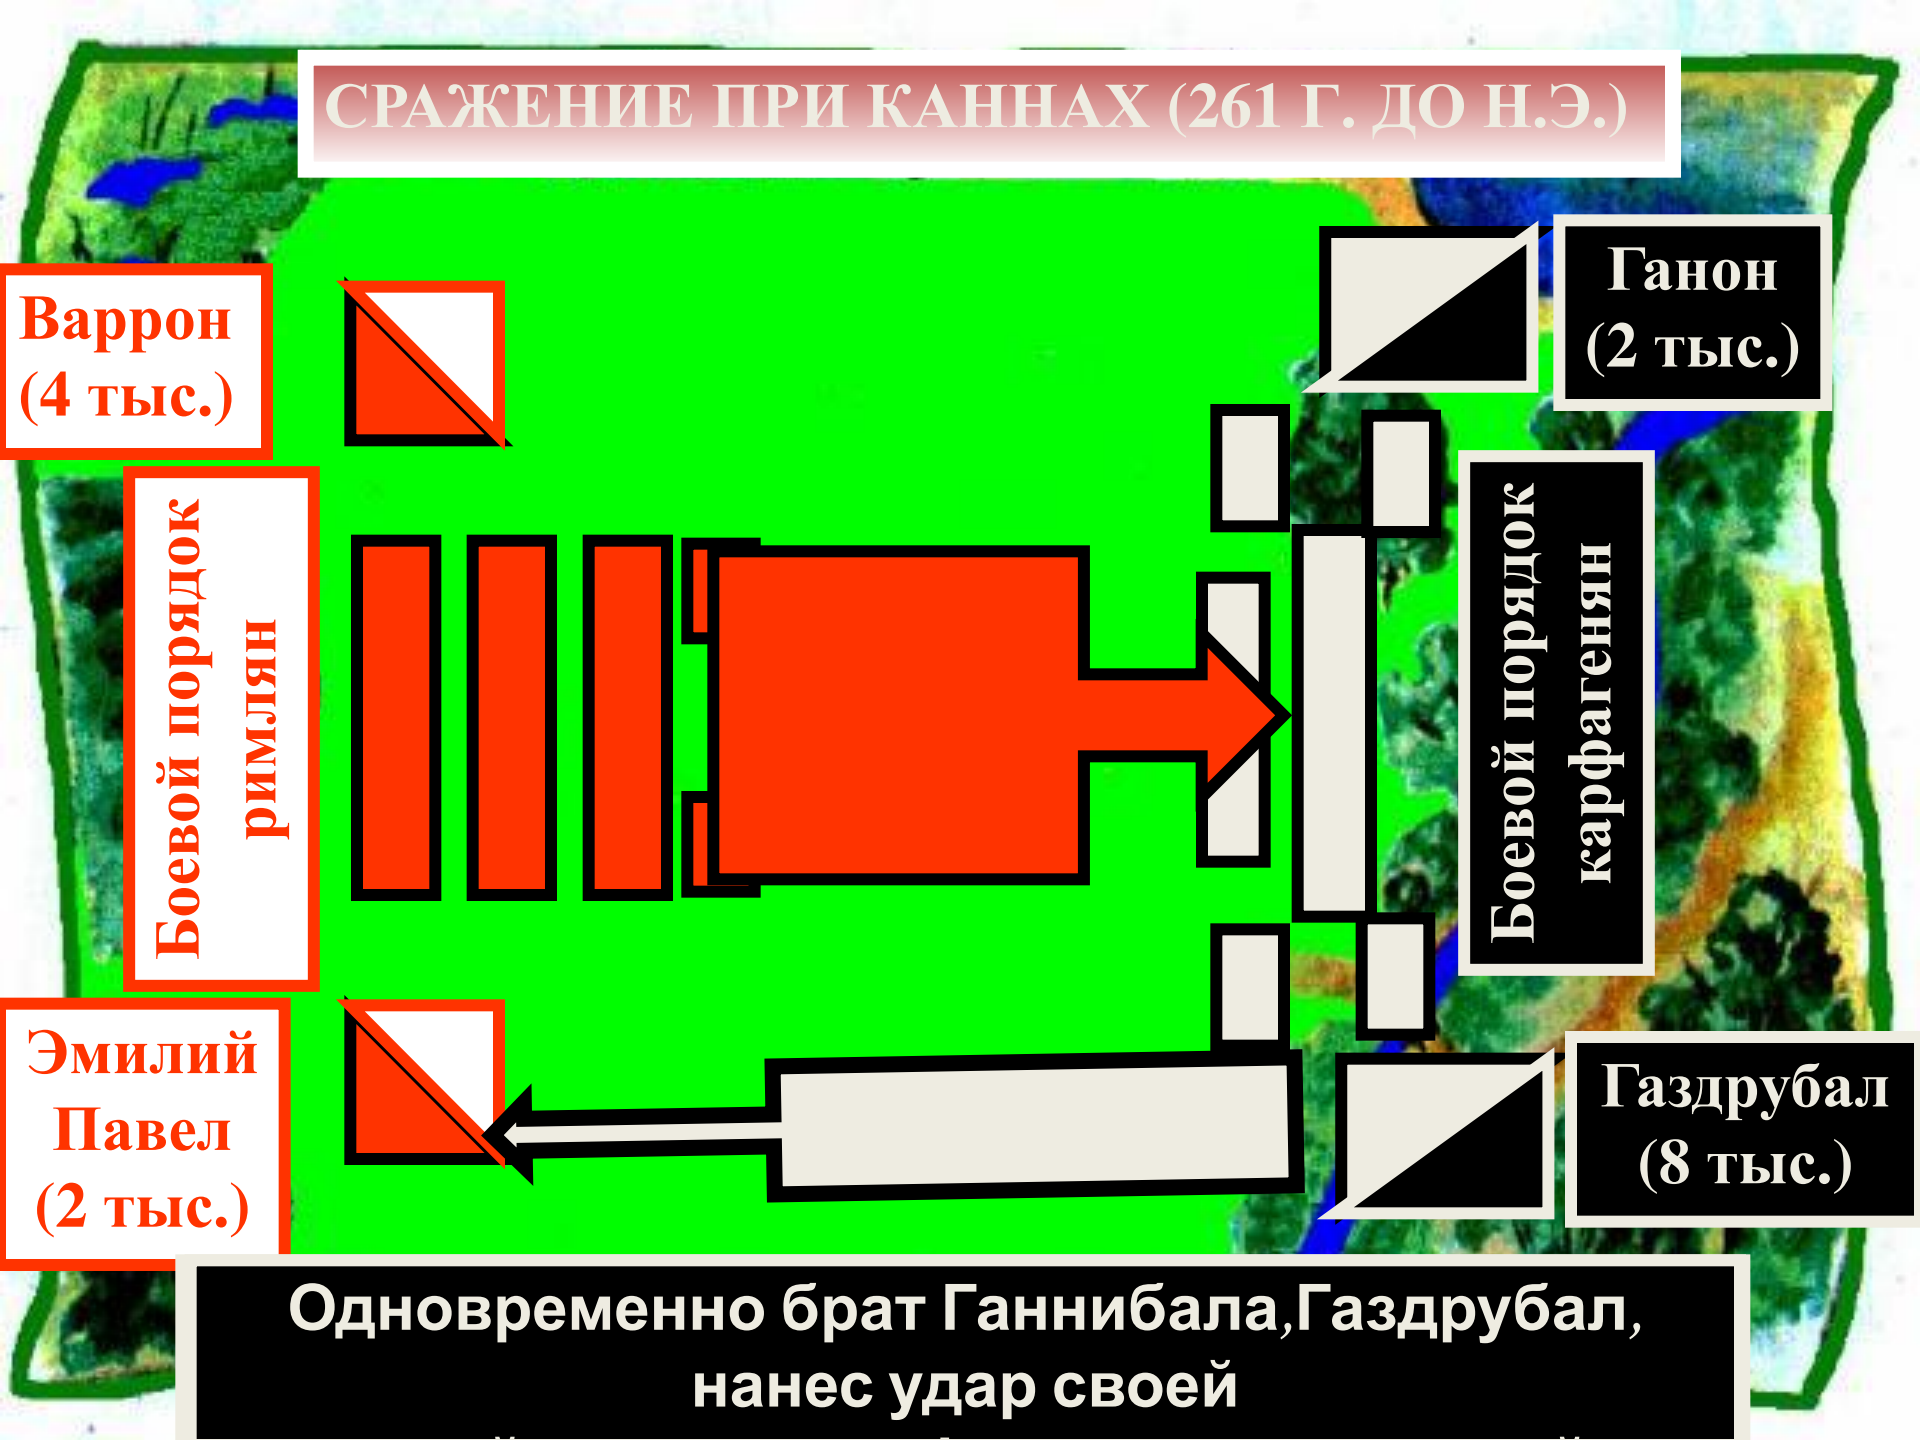 СРАЖЕНИЕ ПРИ КАННАХ (261 Г. ДО Н.Э.)
Варрон
(4 тыс.)
Ганон
(2 тыс.)
Боевой порядок
римлян
Боевой порядок
карфагенян
Эмилий
Павел
(2 тыс.)
Газдрубал
(8 тыс.)
Одновременно брат Ганнибала,Газдрубал,
нанес удар своей